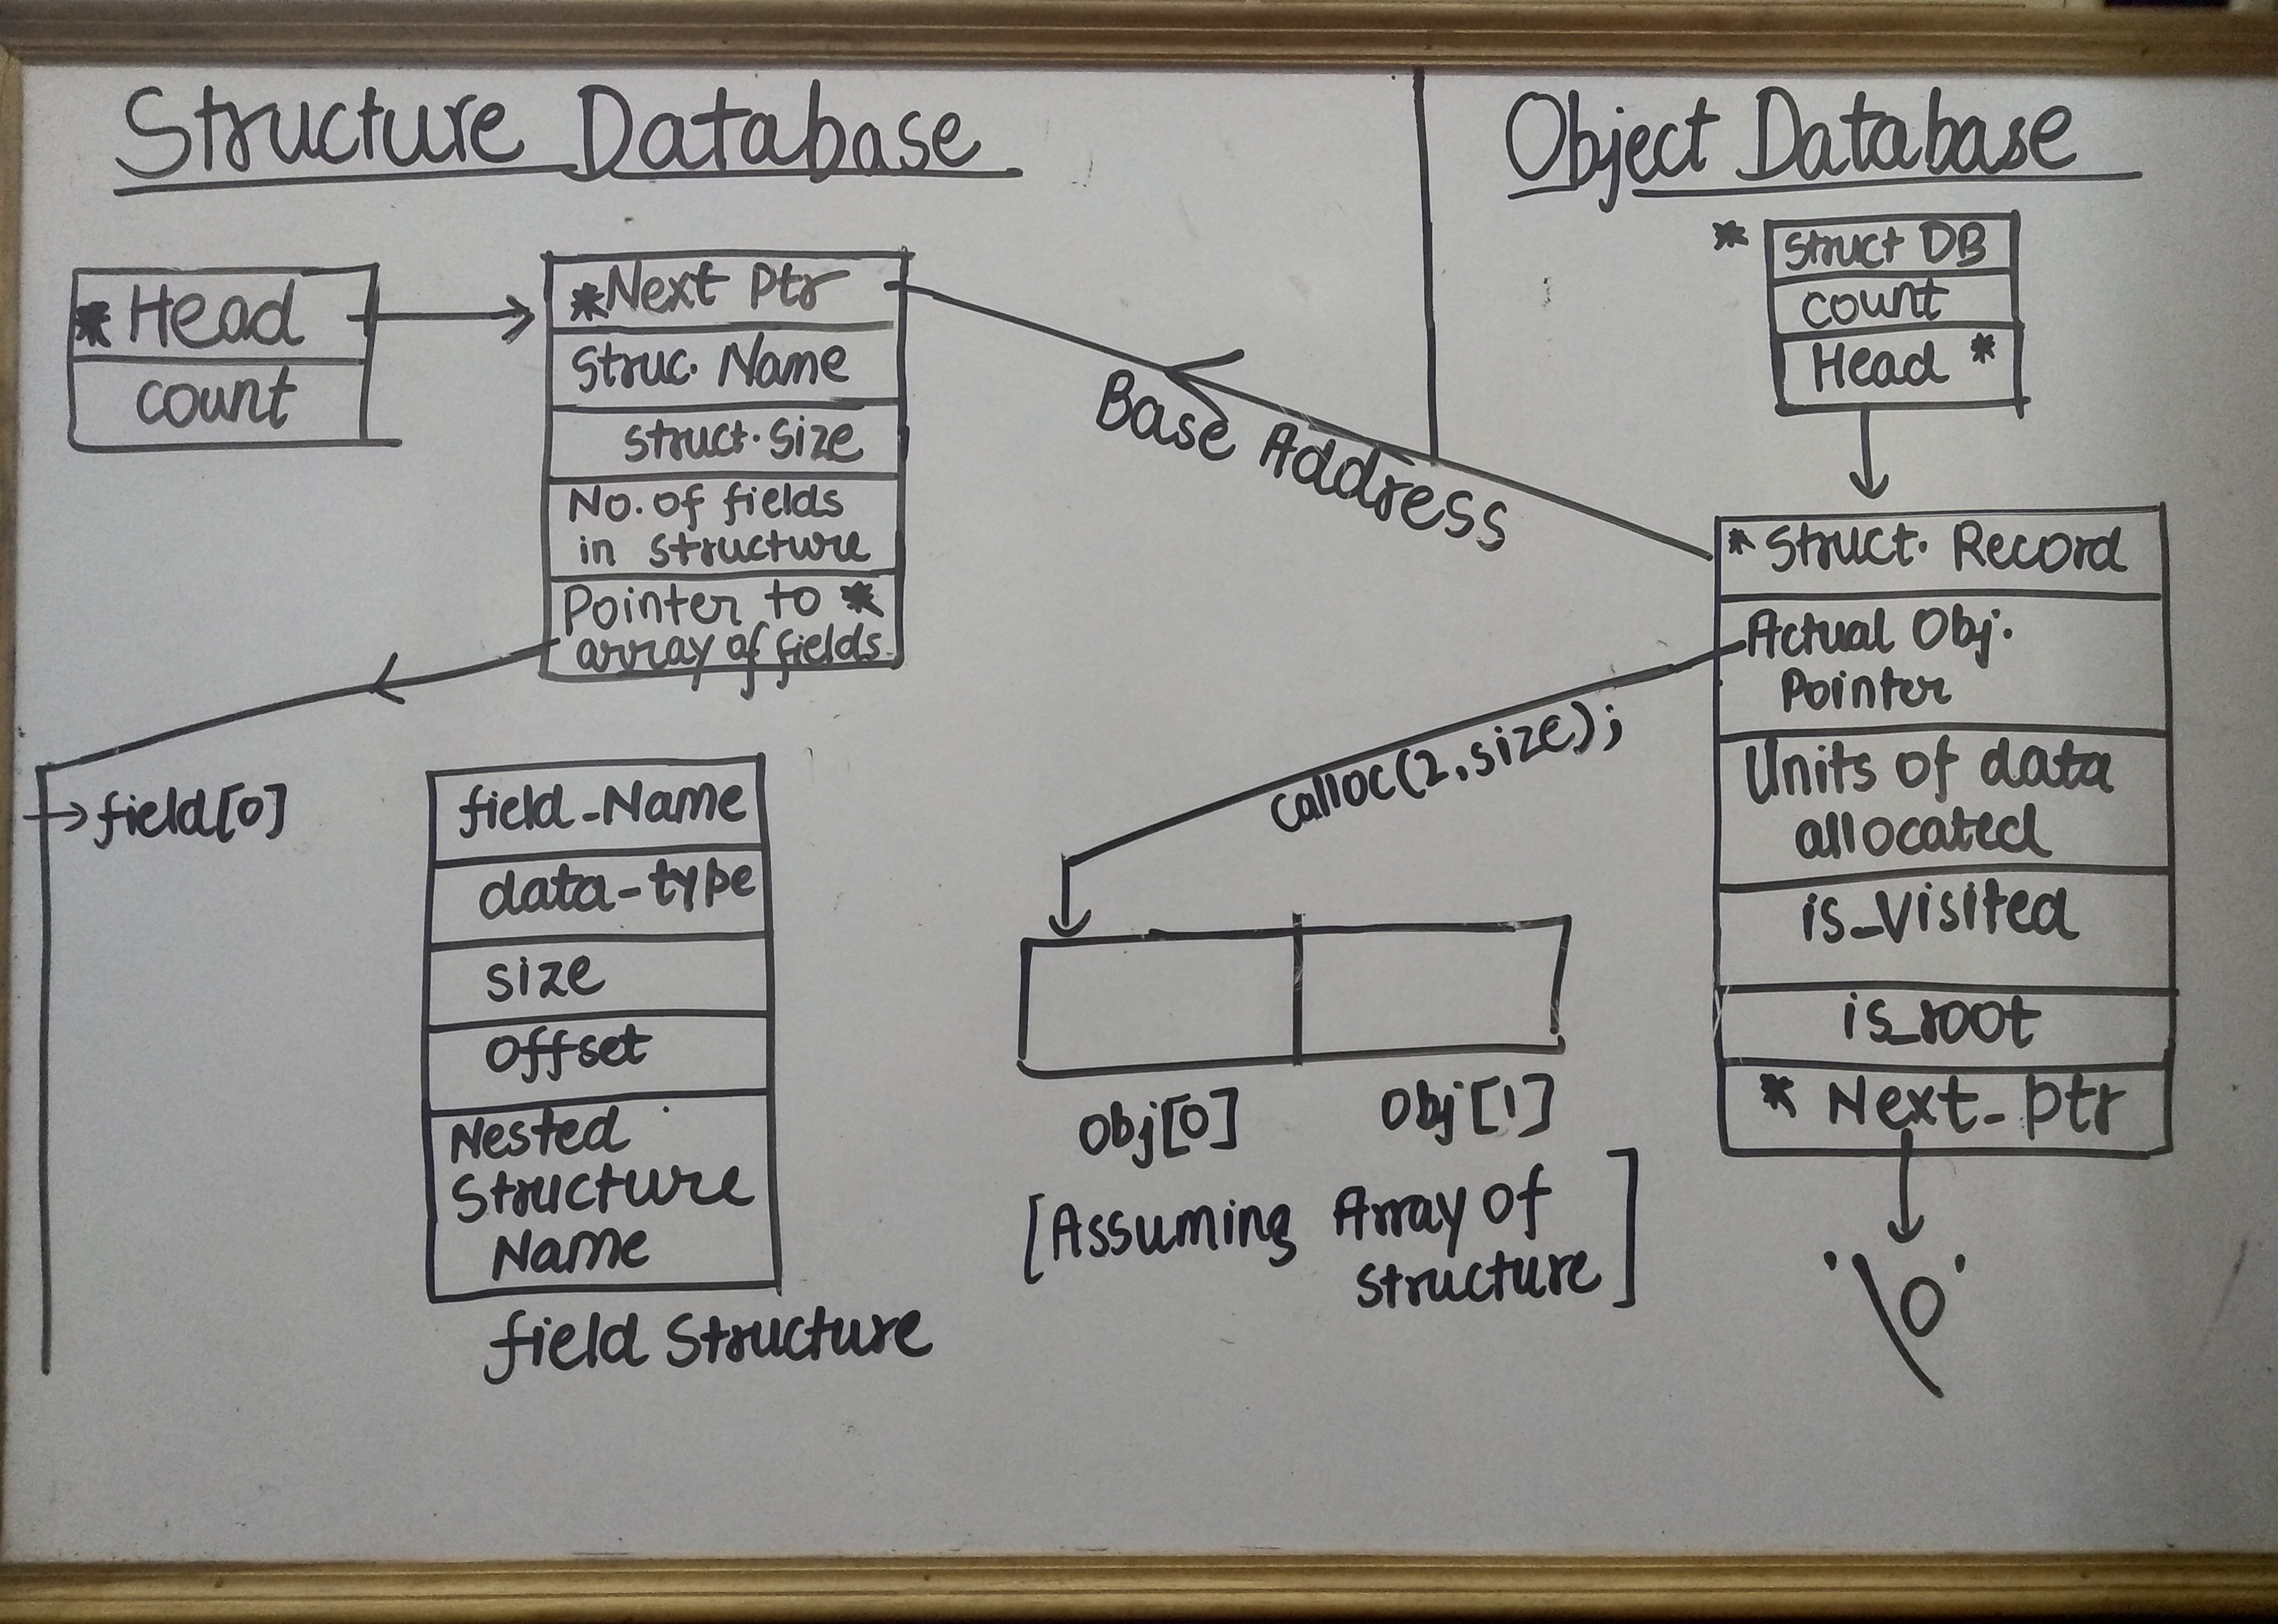 Structure Database
*Head
count
*Next Ptr
Struc. Name
struct. size
No. of fields
in structure
Pointer to *
array of fields
field[0]
field_Name
data_type
size
offset
Nested
Structure
Name
field Structure
Base Address
calloc(2, size);
Obj[0] Obj[1]
[Assuming Array of
structure]
Object Database
* Struct DB
count
Head *
* Struct. Record
Actual Obj.
Pointer
Units of data
allocated
is_visited
is_root
* Next_ptr
'\0'